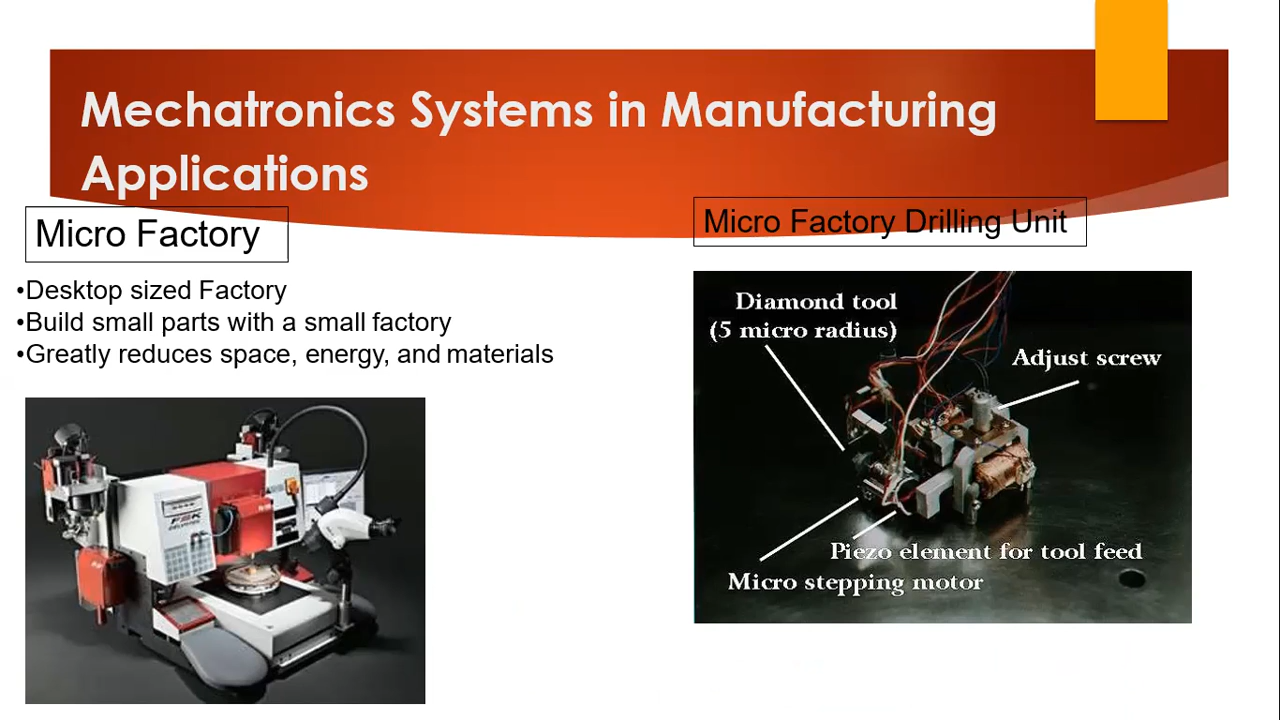 Mechatronics Systems in Manufacturing
Applications
Micro Factory
•Desktop sized Factory
•Build small parts with a small factory
•Greatly reduces space, energy, and materials
Micro Factory Drilling Unit
Diamond tool
(5 micro radius)
Adjust screw
Piezo element for tool feed
Micro stepping motor